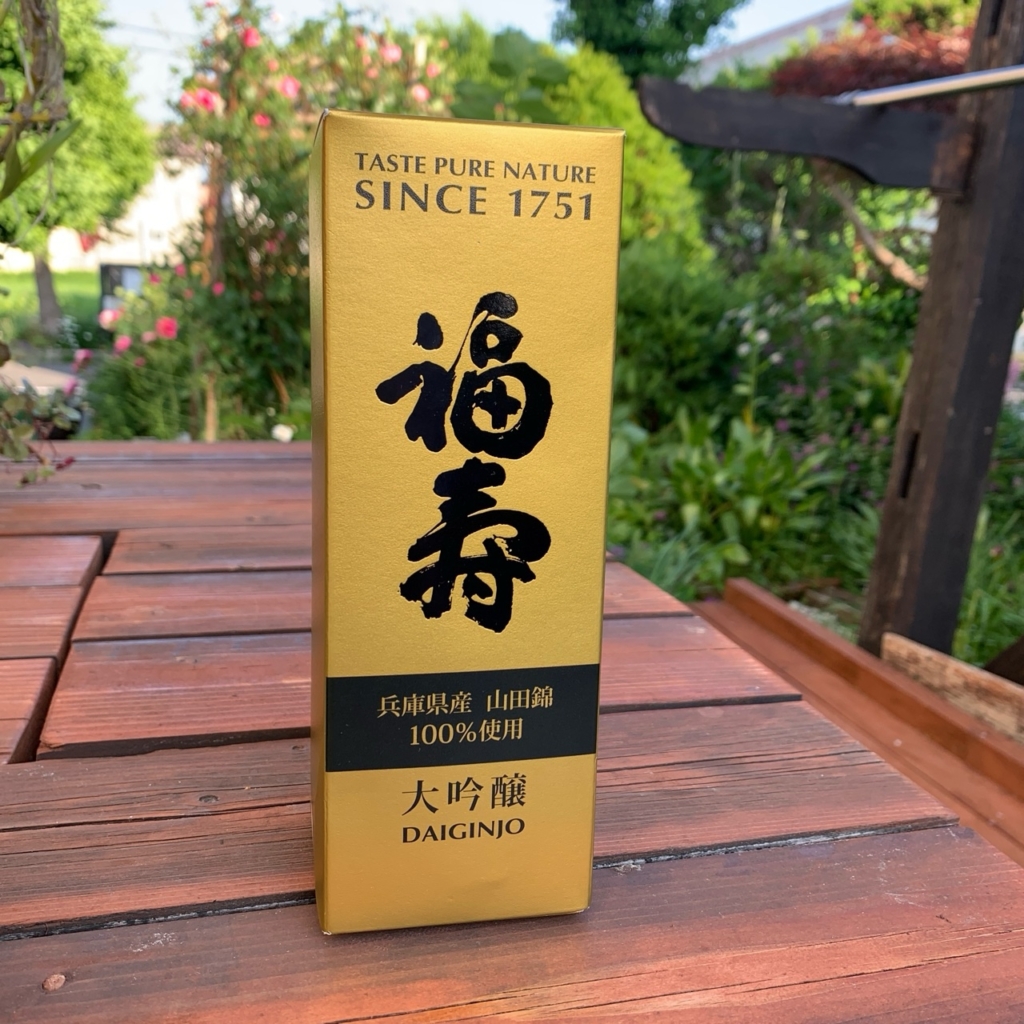 TASTE PURE NATURE
SINCE 1751
福
寿
兵庫県産 山田錦
100%使用
大吟醸
DAIGINJO